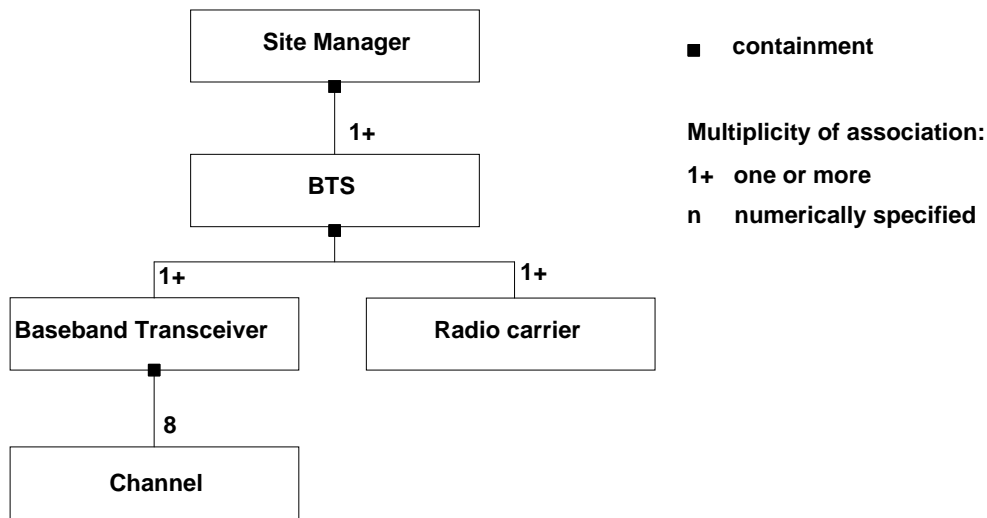 Site Manager
containment
1+
Multiplicity of association:
1+ one or more
BTS
n numerically specified
1+
1+
Baseband Transceiver
Radio carrier
8
Channel